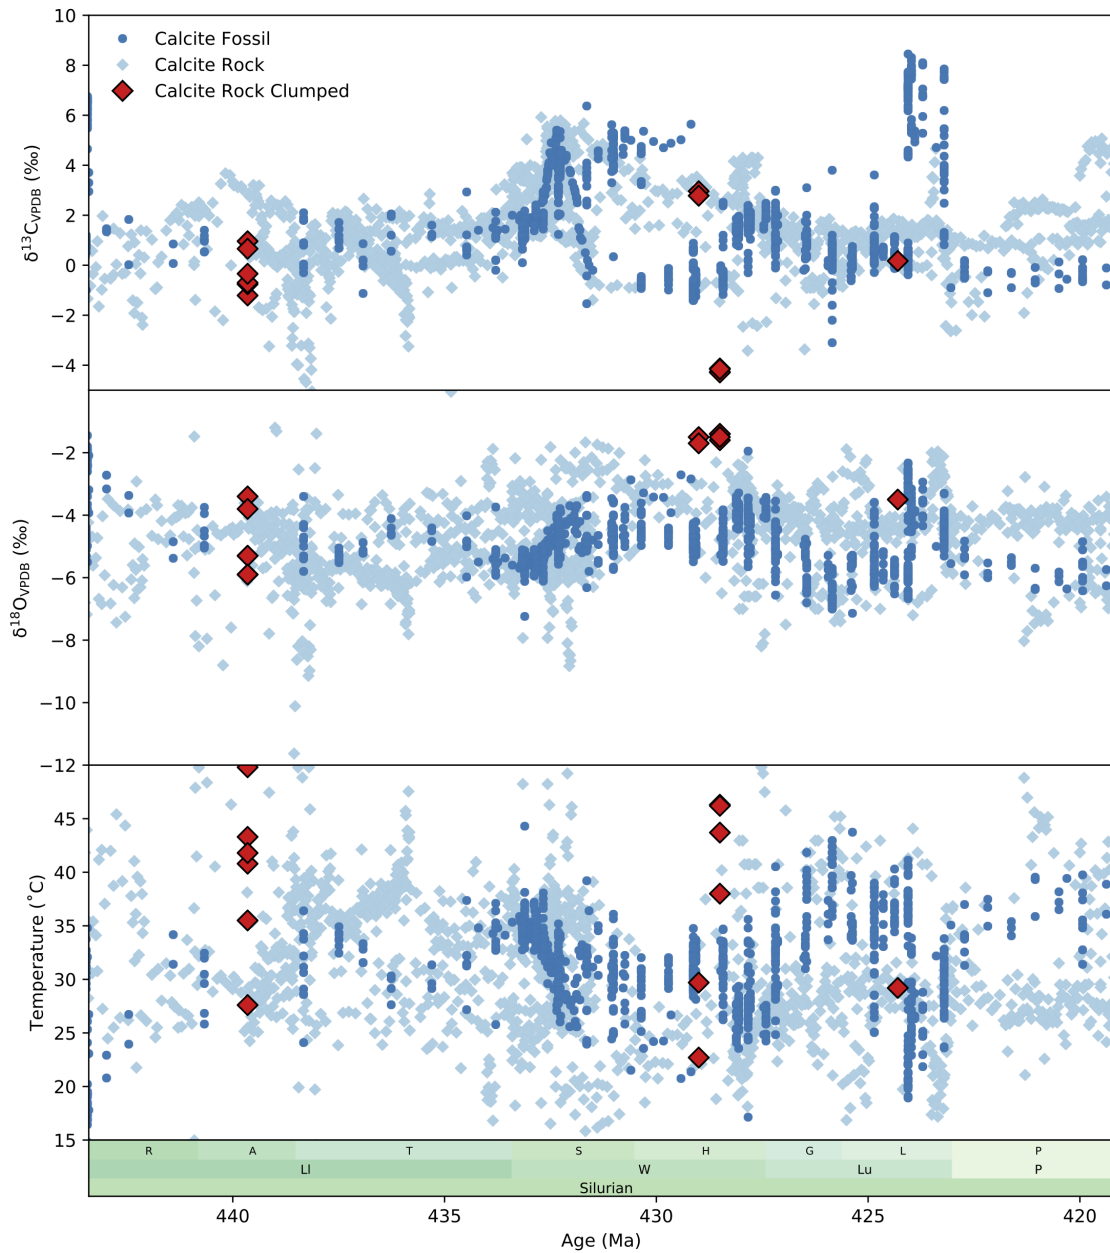 10
8
6
4
2
0
−2
−4
δ13CVPDB (‰)
Calcite Fossil
Calcite Rock
Calcite Rock Clumped
−2
−4
−6
−8
−10
−12
δ18OVPDB (‰)
45
40
35
30
25
20
15
Temperature (˚C)
R A T S H G L P
Ll W Lu P
Silurian
440 435 430 425 420
Age (Ma)